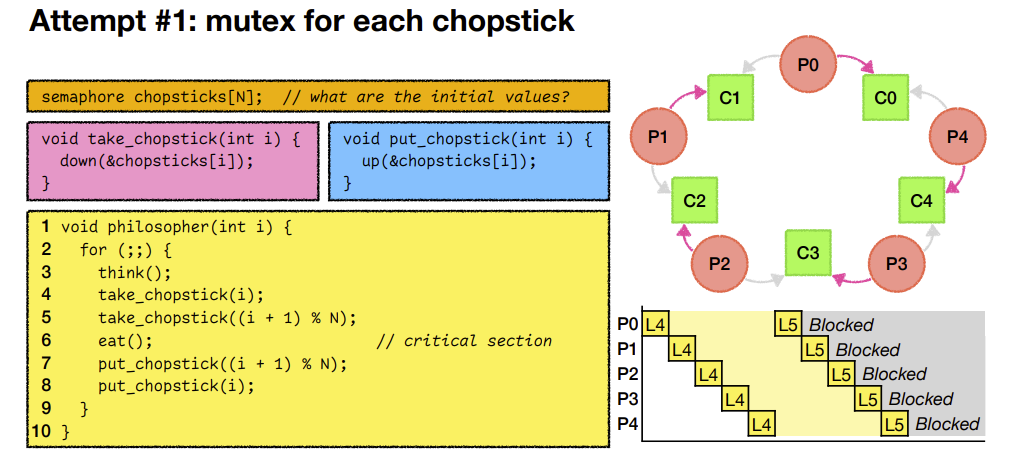 Attempt #1: mutex for each chopstick
semaphore chopsticks[N];  // what are the initial values?
void take_chopstick(int i) {
  down(&chopsticks[i]);
}
void put_chopstick(int i) {
  up(&chopsticks[i]);
}
1 void philosopher(int i) {
2   for (;;) {
3     think();
4     take_chopstick(i);
5     take_chopstick((i + 1) % N);
6     eat();                         // critical section
7     put_chopstick((i + 1) % N);
8     put_chopstick(i);
9   }
10 }
P0
C1 C0
P1 P4
C2 C4
C3
P2 P3
P0 L4 L5 Blocked
P1 L4 L5 Blocked
P2 L4 L5 Blocked
P3 L4 L5 Blocked
P4 L4 L5 Blocked